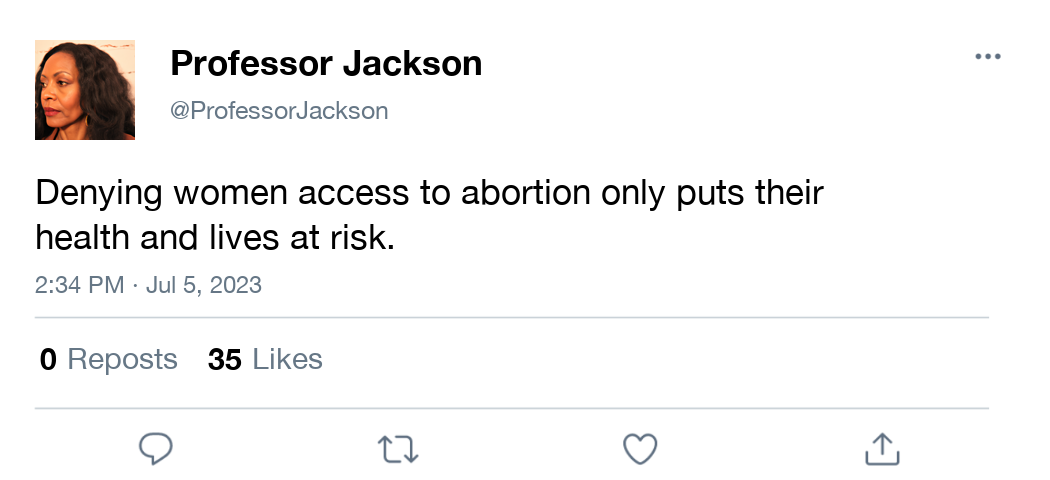 Professor Jackson
@ProfessorJackson
Denying women access to abortion only puts their
health and lives at risk.
2:34 PM · Jul 5, 2023
0 Reposts 35 Likes